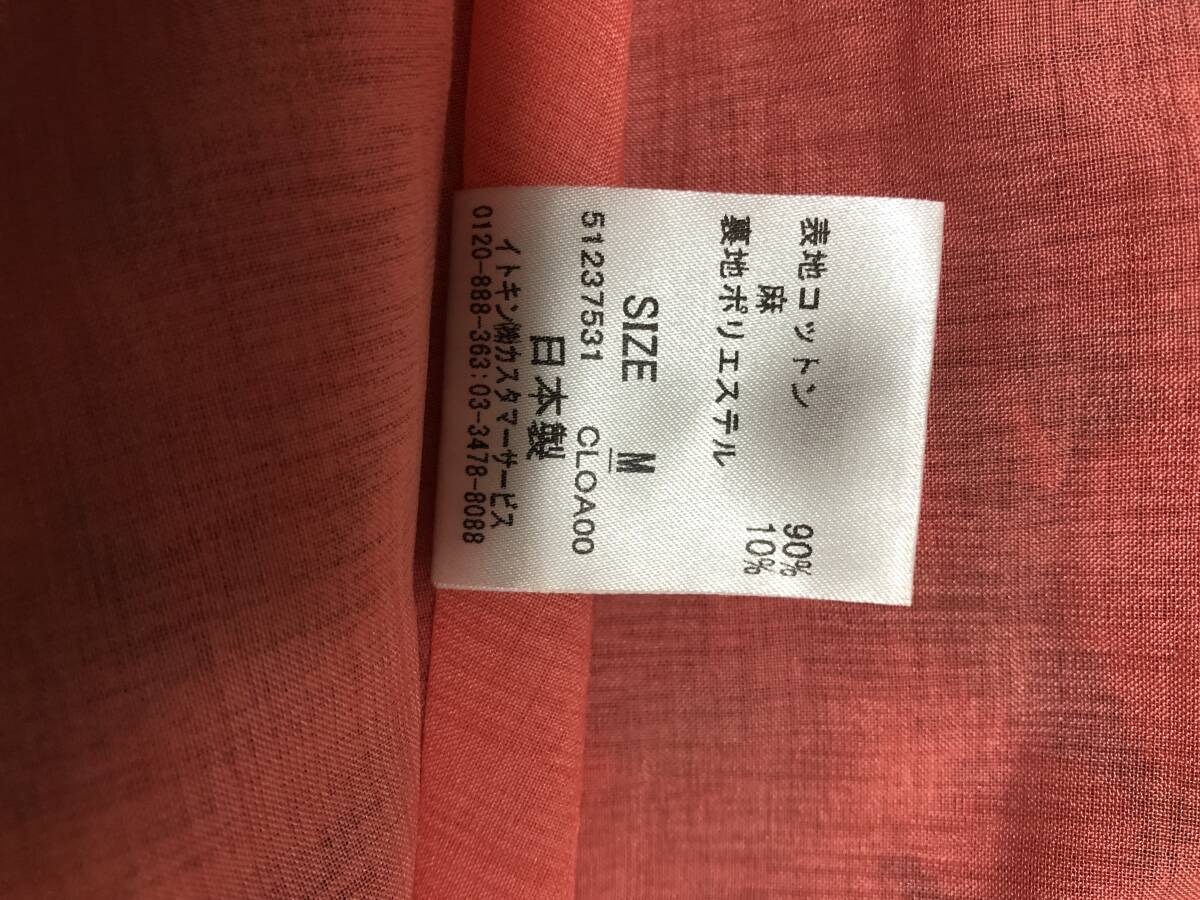 表地コットン 90%
麻 10%
裏地ポリエステル
SIZE M
51237531 CLOA00
日本製
イトキン㈱カスタマーサービス
0120-888-363:03-3478-8088